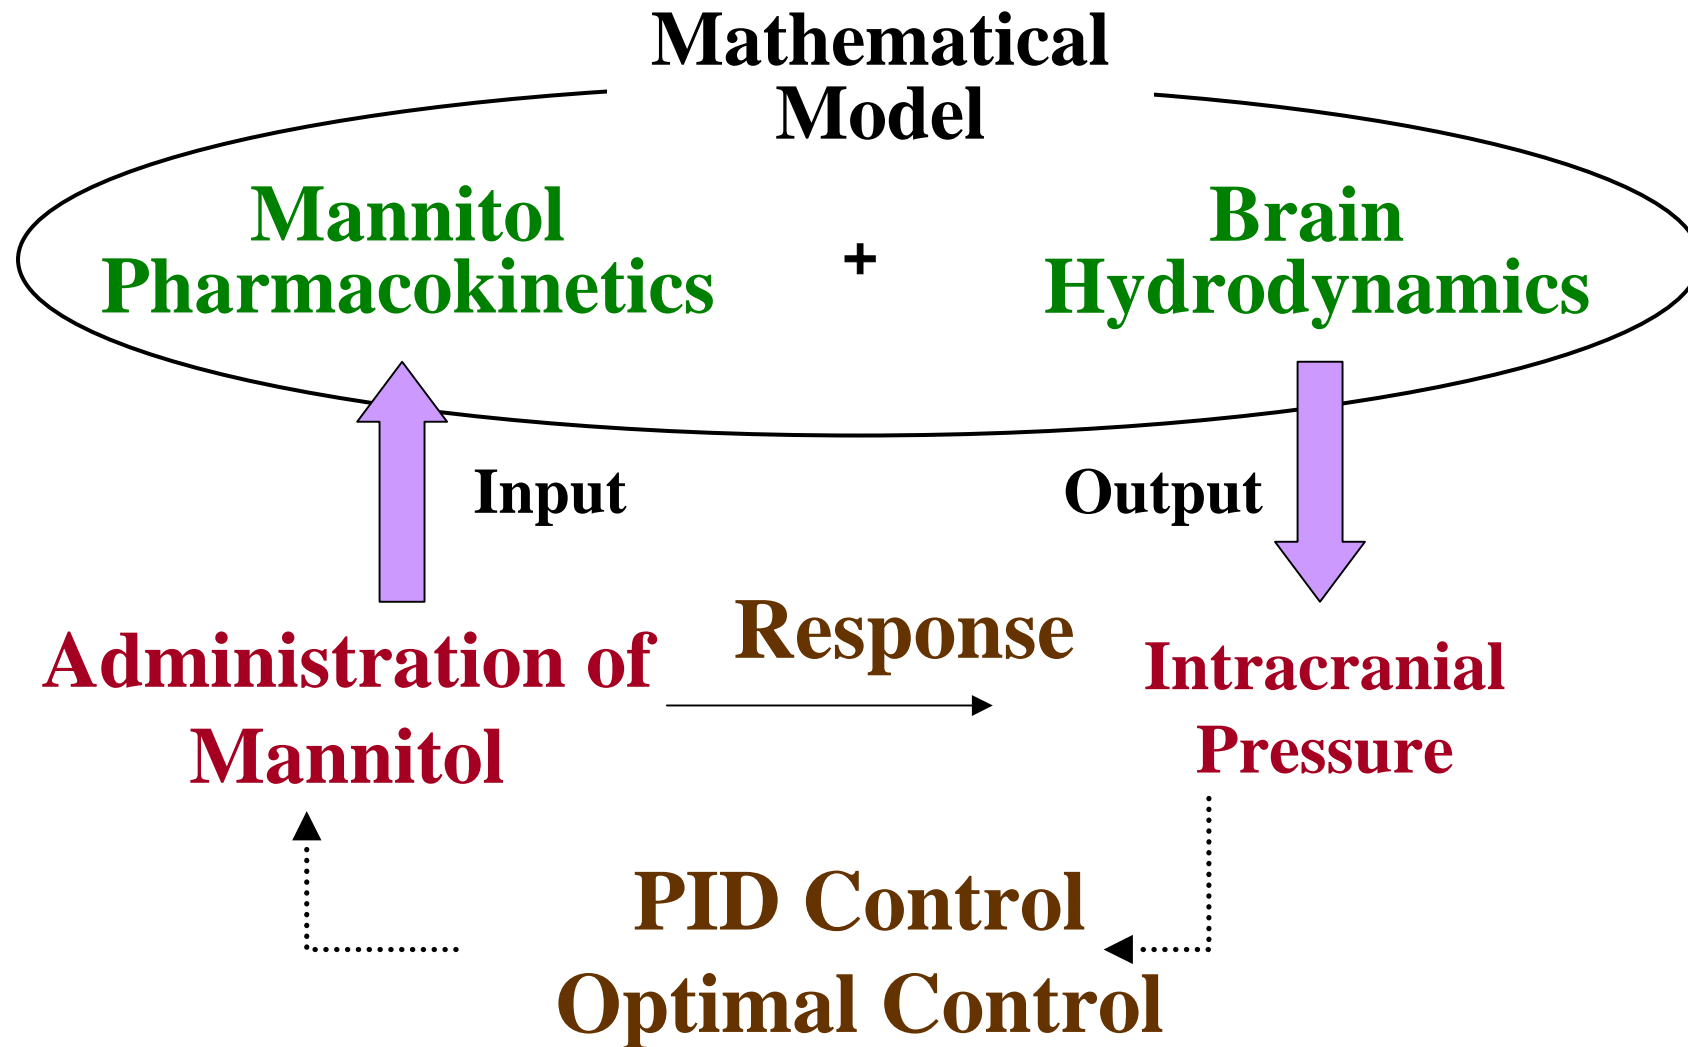 Mathematical
Model
Mannitol
Pharmacokinetics
+
Brain
Hydrodynamics
Input
Output
Administration of
Mannitol
Response
Intracranial
Pressure
PID Control
Optimal Control